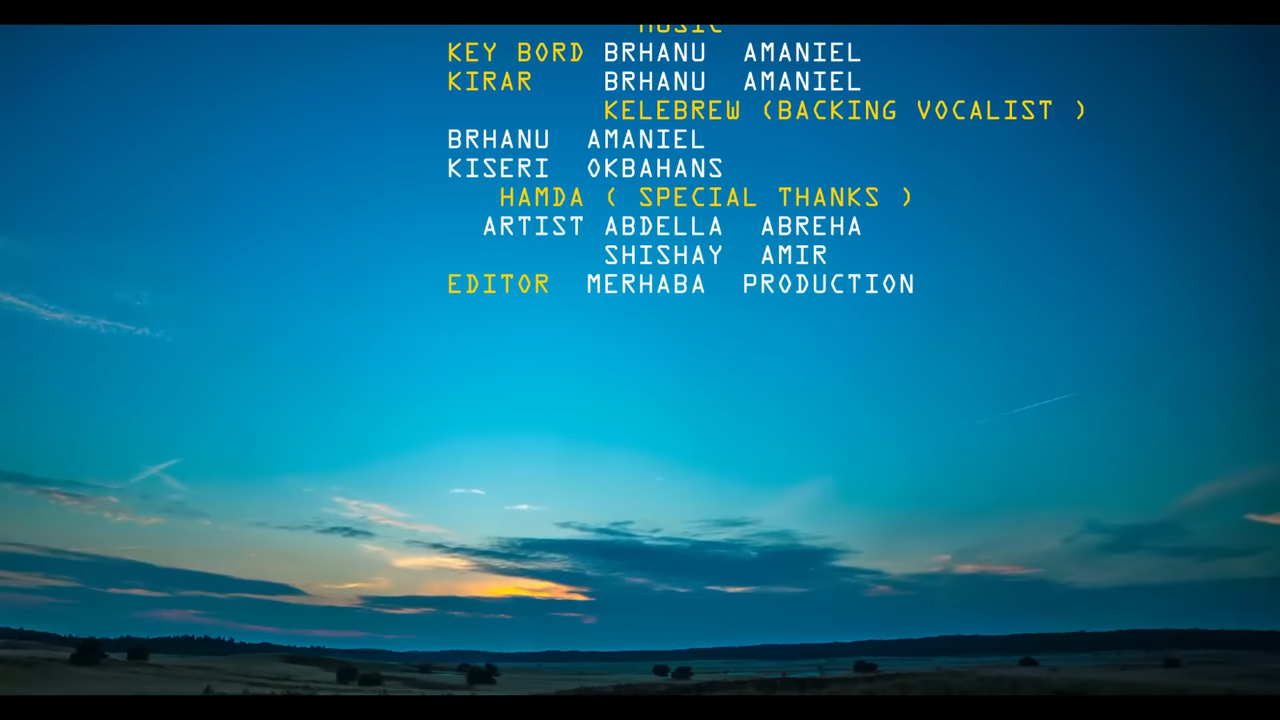 MUSIC
KEY BORD BRHANU AMANIEL
KIRAR BRHANU AMANIEL
KELEBREW (BACKING VOCALIST )
BRHANU AMANIEL
KISERI OKBAHANS
HAMDA ( SPECIAL THANKS )
ARTIST ABDELLA ABREHA
SHISHAY AMIR
EDITOR MERHABA PRODUCTION